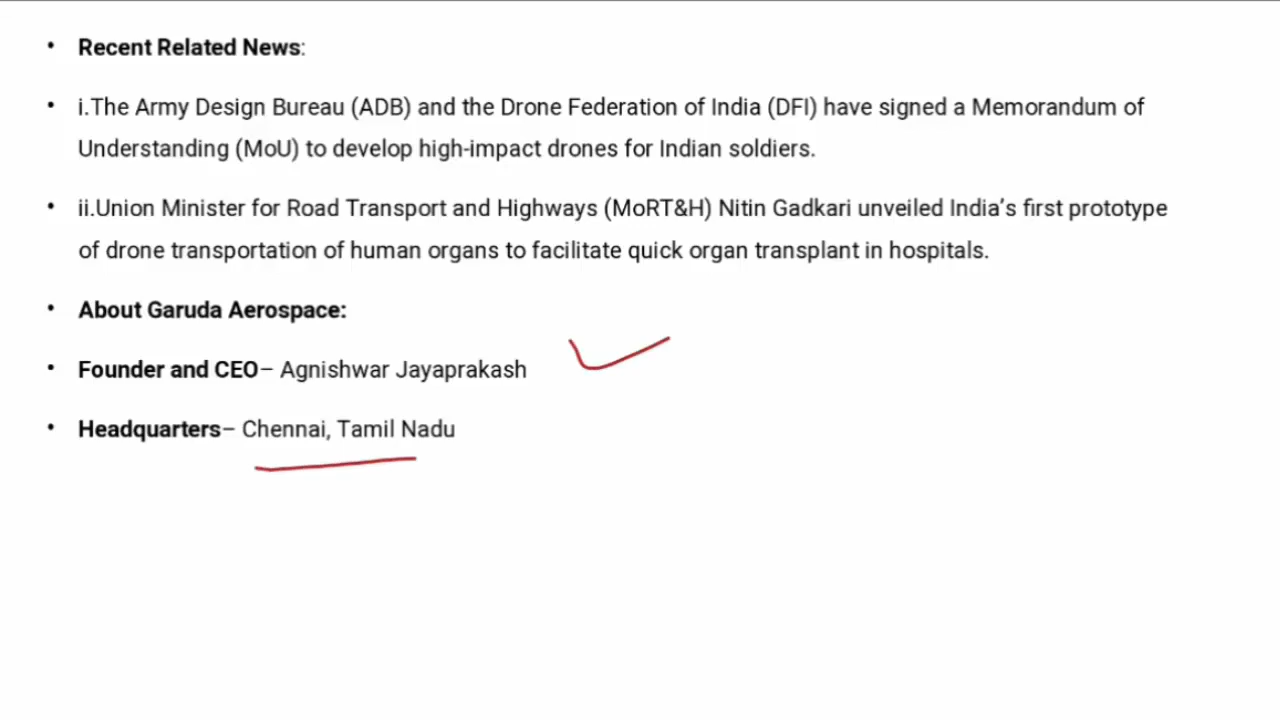 • Recent Related News:
• i.The Army Design Bureau (ADB) and the Drone Federation of India (DFI) have signed a Memorandum of
Understanding (MoU) to develop high-impact drones for Indian soldiers.
• ii.Union Minister for Road Transport and Highways (MoRT&H) Nitin Gadkari unveiled India’s first prototype
of drone transportation of human organs to facilitate quick organ transplant in hospitals.
• About Garuda Aerospace:
• Founder and CEO– Agnishwar Jayaprakash
• Headquarters– Chennai, Tamil Nadu